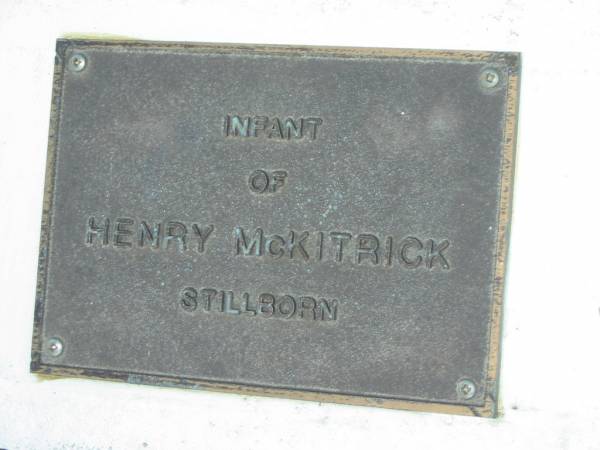 INFANT
OF
HENRY McKITRICK
STILLBORN